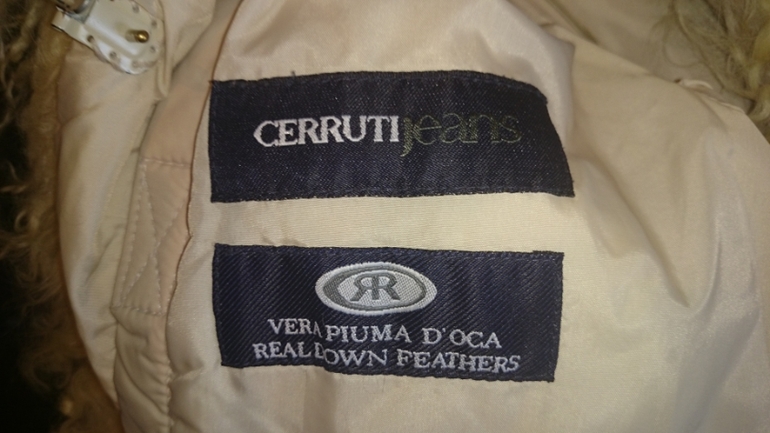 CERRUTI jeans
RR
VERA PIUMA D'OCA
REAL DOWN FEATHERS